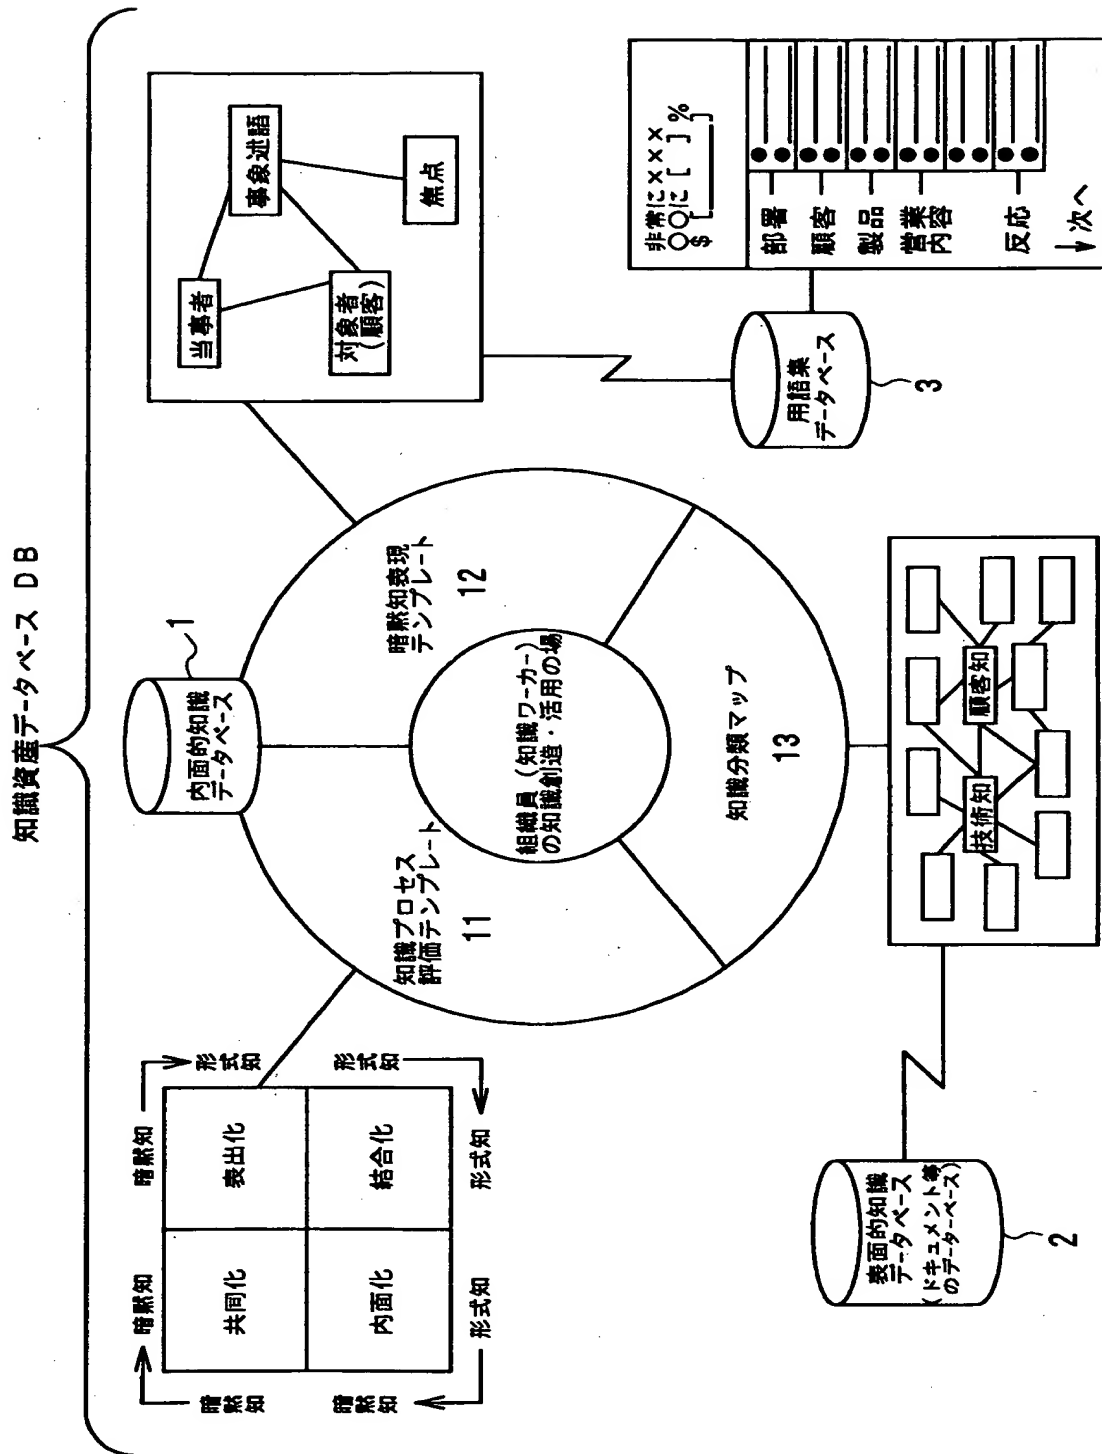 知識資産データベース DB
暗黙知
暗黙知
暗黙知
形式知
共同化
表出化
暗黙知
形式知
内面化
結合化
形式知
形式知
内面的知識
データベース
1
知識プロセス
評価テンプレート
11
暗黙知表現
テンプレート
12
組織員(知識ワーカー)
の知識創造・活用の場
知識分類マップ
13
当事者
事象述語
対象者
(顧客)
焦点
用語集
データベース
3
非常に×××
○○に[ ]%
$[ ]
部署
顧客
製品
営業
内容
反応
次へ
表面的知識
データベース
(ドキュメント等
のデーターベース)
2
技術知
顧客知